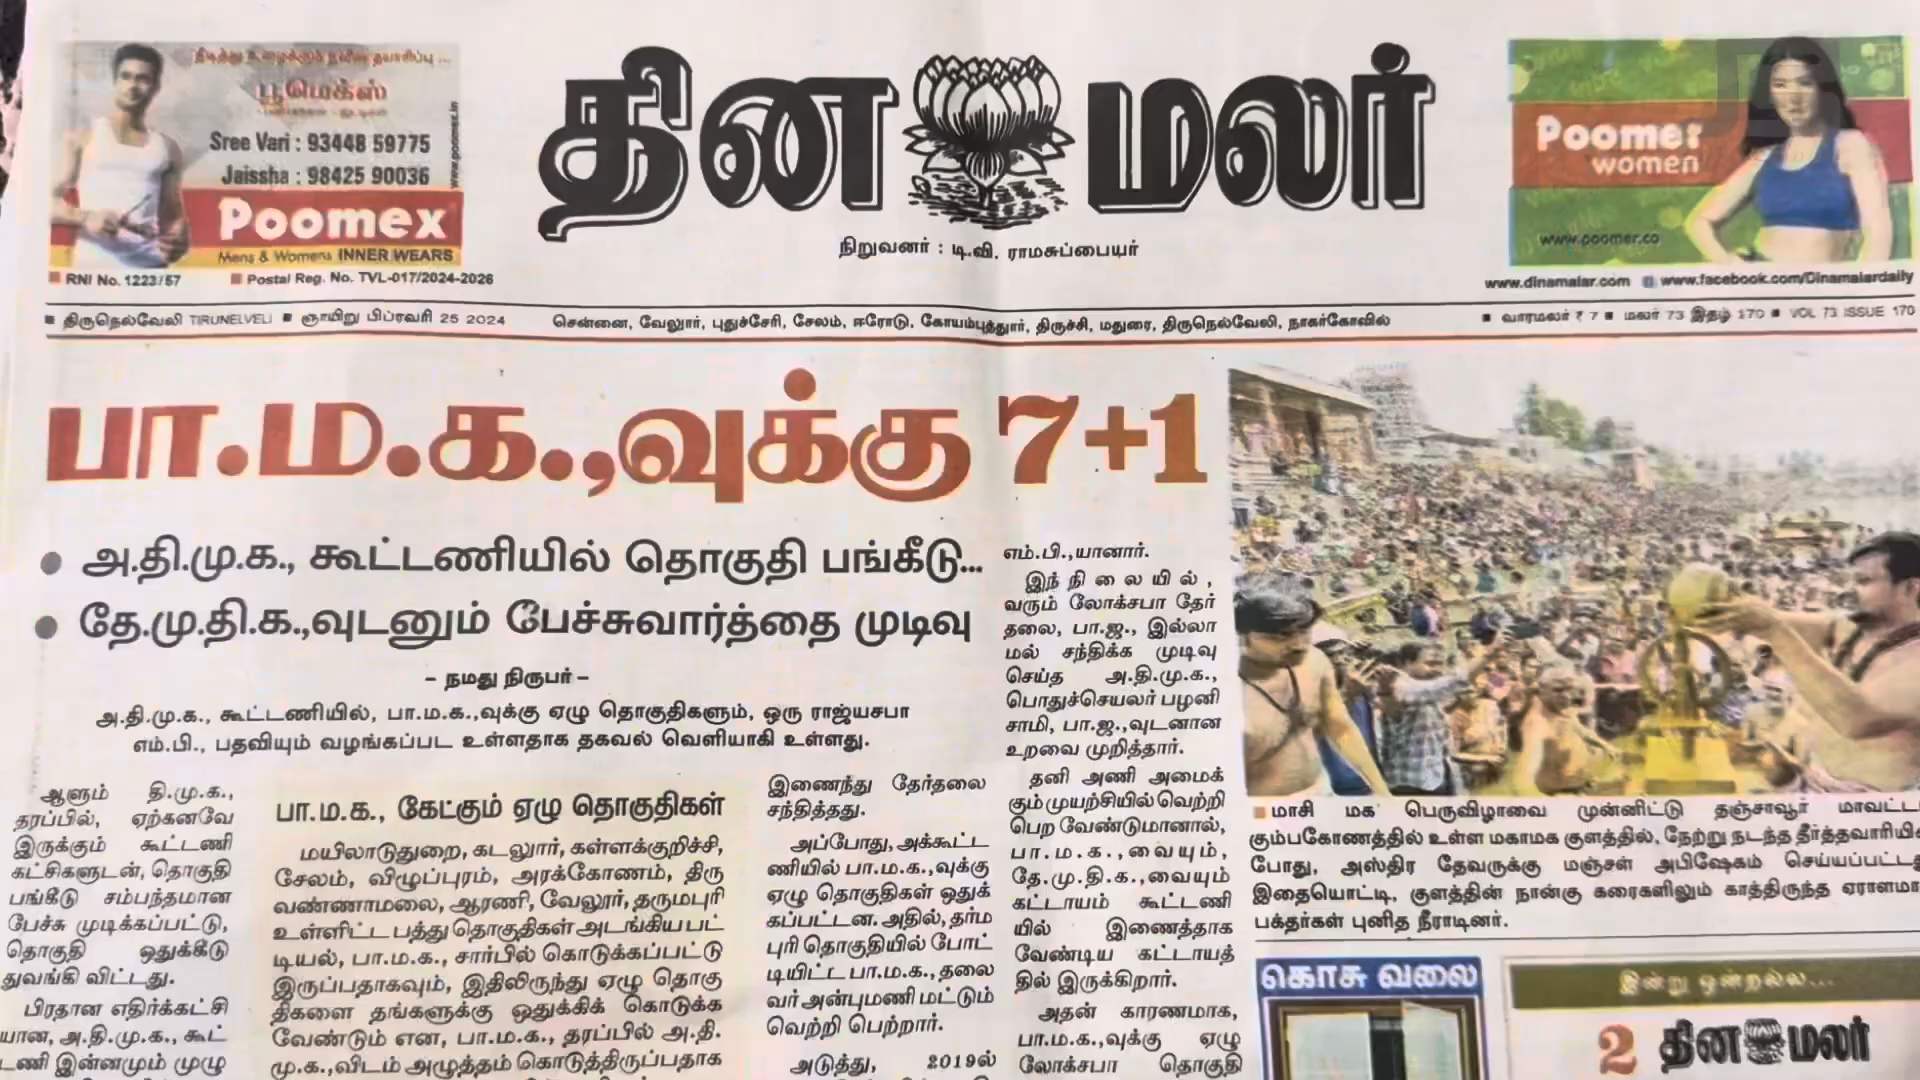 பூமெக்ஸ்
Sree Vari : 93448 59775
Jaissha : 98425 90036
www.poomex.in
Poomex
Mens & Womens INNER WEARS
RNI No. 1223/57
Postal Reg. No. TVL-017/2024-2026
தின மலர்
நிறுவனர் : டி.வி. ராமசுப்பையர்
Poomer
women
www.poomer.co
www.dinamalar.com
www.facebook.com/Dinamalardaily
திருநெல்வேலி TIRUNELVELI ஞாயிறு பிப்ரவரி 25 2024
சென்னை, வேலூர், புதுச்சேரி, சேலம், ஈரோடு, கோயம்புத்தூர், திருச்சி, மதுரை, திருநெல்வேலி, நாகர்கோவில்
வாரமலர் ₹ 7 மலர் 73 இதழ் 170 VOL 73 ISSUE 170
பா.ம.க.,வுக்கு 7+1
அ.தி.மு.க., கூட்டணியில் தொகுதி பங்கீடு...
தே.மு.தி.க.,வுடனும் பேச்சுவார்த்தை முடிவு
– நமது நிருபர் –
அ.தி.மு.க., கூட்டணியில், பா.ம.க.,வுக்கு ஏழு தொகுதிகளும், ஒரு ராஜ்யசபா
எம்.பி., பதவியும் வழங்கப்பட உள்ளதாக தகவல் வெளியாகி உள்ளது.
ஆளும் தி.மு.க.,
தரப்பில், ஏற்கனவே
இருக்கும் கூட்டணி
கட்சிகளுடன், தொகுதி
பங்கீடு சம்பந்தமான
பேச்சு முடிக்கப்பட்டு,
தொகுதி ஒதுக்கீடு
துவங்கி விட்டது.
பிரதான எதிர்க்கட்சி
யான, அ.தி.மு.க., கூட்
டணி இன்னமும் முழு
பா.ம.க., கேட்கும் ஏழு தொகுதிகள்
மயிலாடுதுறை, கடலூர், கள்ளக்குறிச்சி,
சேலம், விழுப்புரம், அரக்கோணம், திரு
வண்ணாமலை, ஆரணி, வேலூர், தருமபுரி
உள்ளிட்ட பத்து தொகுதிகள் அடங்கிய பட்
டியல், பா.ம.க., சார்பில் கொடுக்கப்பட்டு
இருப்பதாகவும், இதிலிருந்து ஏழு தொகு
திகளை தங்களுக்கு ஒதுக்கிக் கொடுக்க
வேண்டும் என, பா.ம.க., தரப்பில் அ.தி.
மு.க.,விடம் அழுத்தம் கொடுத்திருப்பதாக
இணைந்து தேர்தலை
சந்தித்தது.
அப்போது, அக்கூட்ட
ணியில் பா.ம.க.,வுக்கு
ஏழு தொகுதிகள் ஒதுக்
கப்பட்டன. அதில், தர்ம
புரி தொகுதியில் போட்
டியிட்ட பா.ம.க., தலை
வர் அன்புமணி மட்டும்
வெற்றி பெற்றார்.
அடுத்து, 2019ல்
எம்.பி.,யானார்.
இந்நிலையில்,
வரும் லோக்சபா தேர்
தலை, பா.ஜ., இல்லா
மல் சந்திக்க முடிவு
செய்த அ.தி.மு.க.,
பொதுச்செயலர் பழனி
சாமி, பா.ஜ.,வுடனான
உறவை முறித்தார்.
தனி அணி அமைக்
கும் முயற்சியில் வெற்றி
பெற வேண்டுமானால்,
பா.ம.க.,வையும்,
தே.மு.தி.க.,வையும்
கட்டாயம் கூட்டணி
யில் இணைத்தாக
வேண்டிய கட்டாயத்
தில் இருக்கிறார்.
அதன் காரணமாக,
பா.ம.க.,வுக்கு ஏழு
லோக்சபா தொகுதி
மாசி மக பெருவிழாவை முன்னிட்டு தஞ்சாவூர் மாவட்ட
கும்பகோணத்தில் உள்ள மகாமக குளத்தில், நேற்று நடந்த தீர்த்தவாரியி
போது, அஸ்திர தேவருக்கு மஞ்சள் அபிஷேகம் செய்யப்பட்டது
இதையொட்டி, குளத்தின் நான்கு கரைகளிலும் காத்திருந்த ஏராளமா
பக்தர்கள் புனித நீராடினர்.
கொசு வலை
இன்று ஒன்றல்ல...
2 தின மலர்